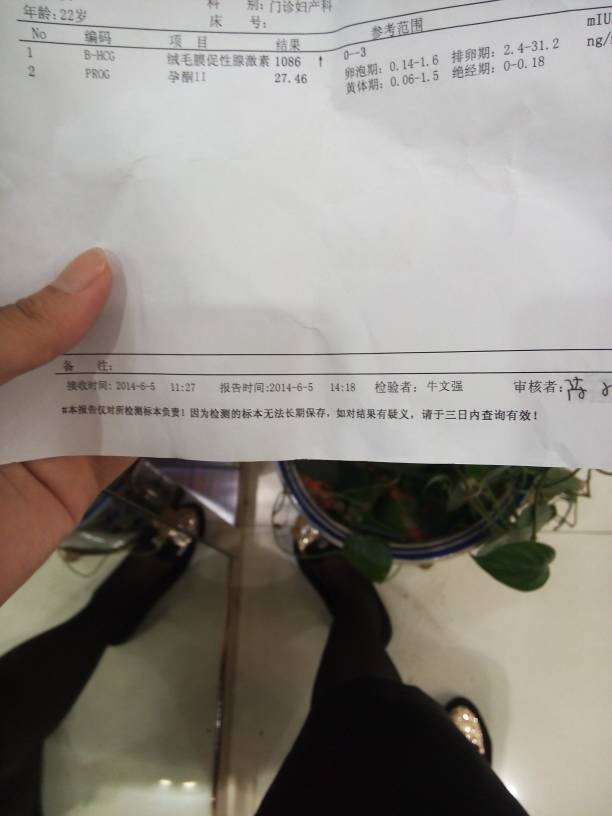 年龄:22岁 科 别:门诊妇产科
床 号:
No 编码 项 目 结果 参考范围 mIU
1 B-HCG 绒毛膜促性腺激素 1086 ↑ 0--3 ng/
2 PROG 孕酮II 27.46 卵泡期: 0.14-1.6 排卵期: 2.4-31.2
黄体期: 0.06-1.5 绝经期: 0-0.18
备 注:
接收时间: 2014-6-5 11:27 报告时间:2014-6-5 14:18 检验者: 牛文强 审核者:
#本报告仅对所检测标本负责! 因为检测的标本无法长期保存, 如对结果有疑义, 请于三日内查询有效!